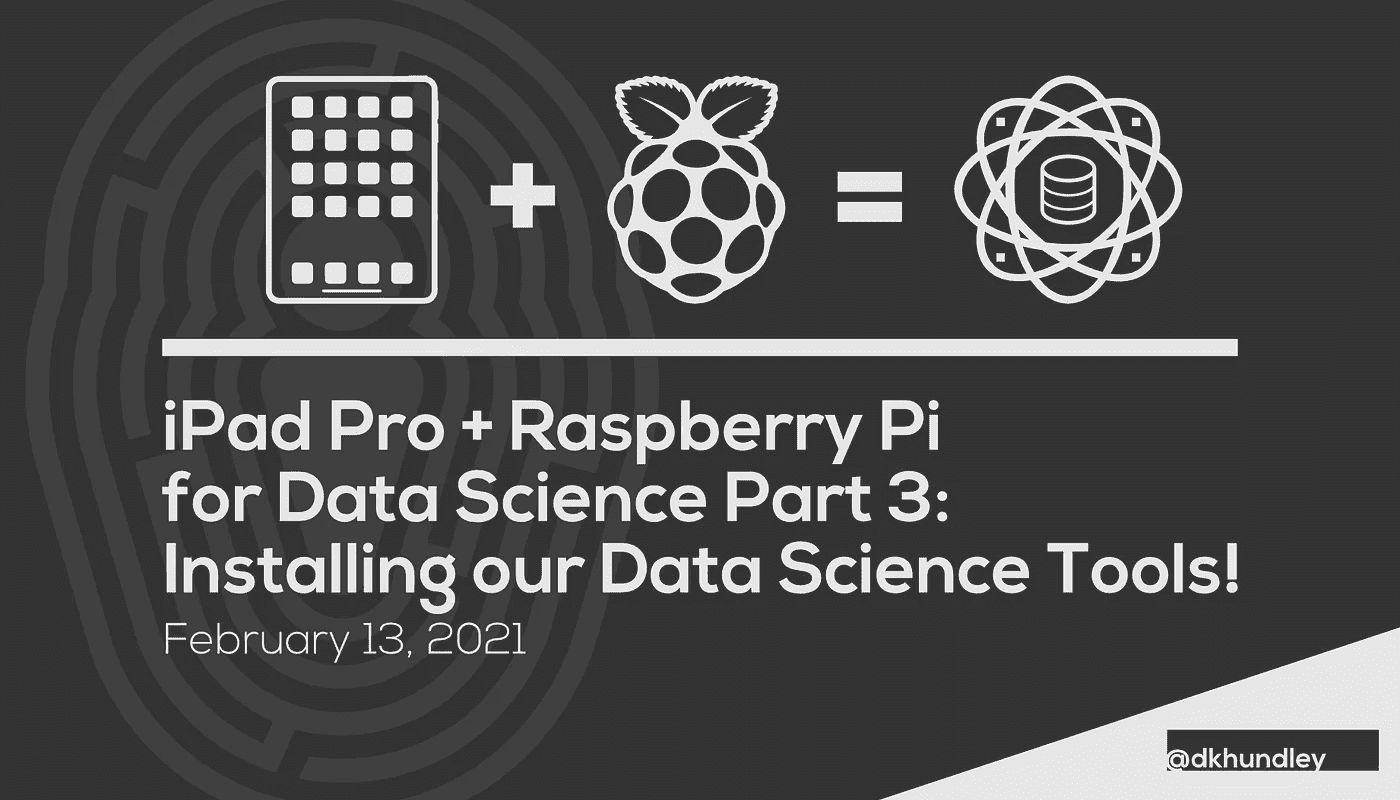 iPad Pro + Raspberry Pi
for Data Science Part 3:
Installing our Data Science Tools!
February 13, 2021
@dkhundley